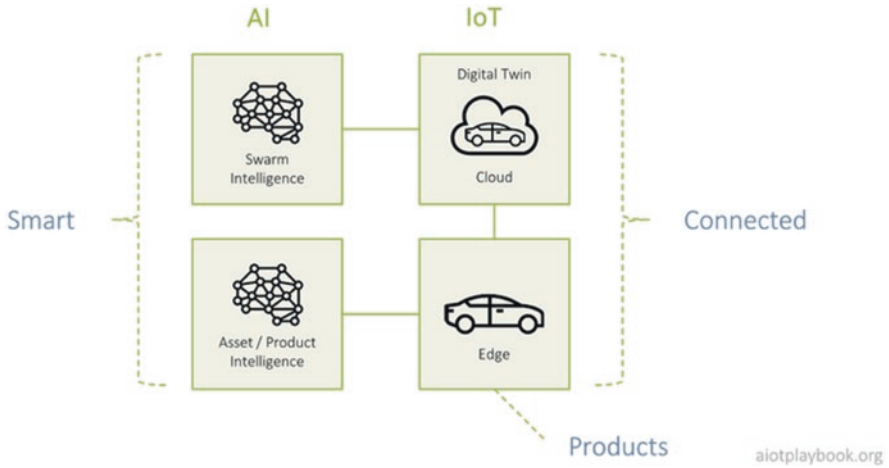 AI
IoT
Digital Twin
Swarm
Intelligence
Cloud
Smart
Connected
Asset / Product
Intelligence
Edge
Products
aiotplaybook.org